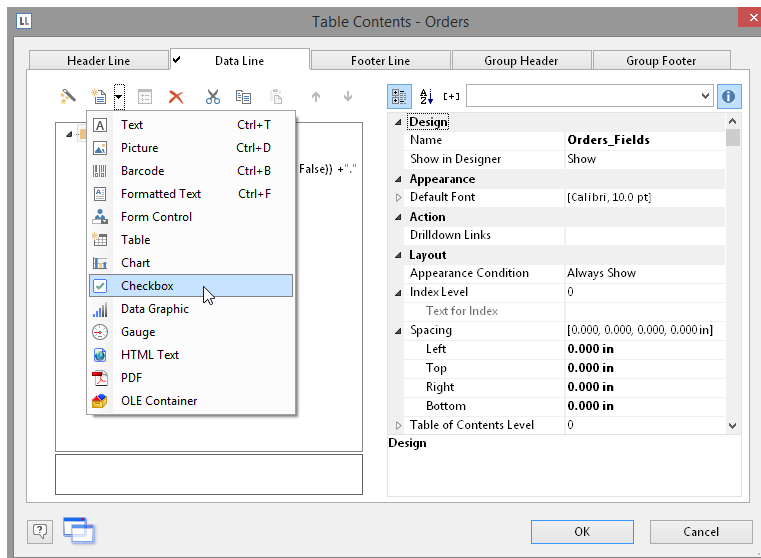 LL
Table Contents - Orders
Header Line
Data Line
Footer Line
Group Header
Group Footer
Text Ctrl+T
Picture Ctrl+D
Barcode Ctrl+B
Formatted Text Ctrl+F
Form Control
Table
Chart
Checkbox
Data Graphic
Gauge
HTML Text
PDF
OLE Container
False)) +"."
Design
Name Orders_Fields
Show in Designer Show
Appearance
Default Font [Calibri, 10.0 pt]
Action
Drilldown Links
Layout
Appearance Condition Always Show
Index Level 0
Text for Index
Spacing [0.000, 0.000, 0.000, 0.000 in]
Left 0.000 in
Top 0.000 in
Right 0.000 in
Bottom 0.000 in
Table of Contents Level 0
Design
OK
Cancel